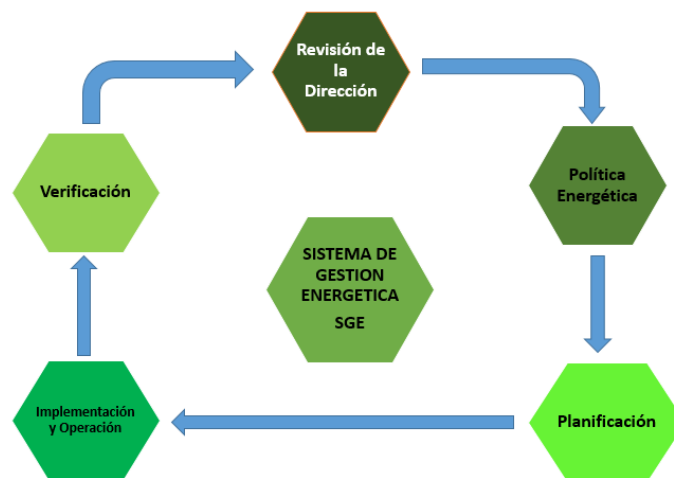 Revisión de
la
Dirección
Política
Energética
Verificación
SISTEMA DE
GESTION
ENERGETICA
SGE
Implementación
y Operación
Planificación